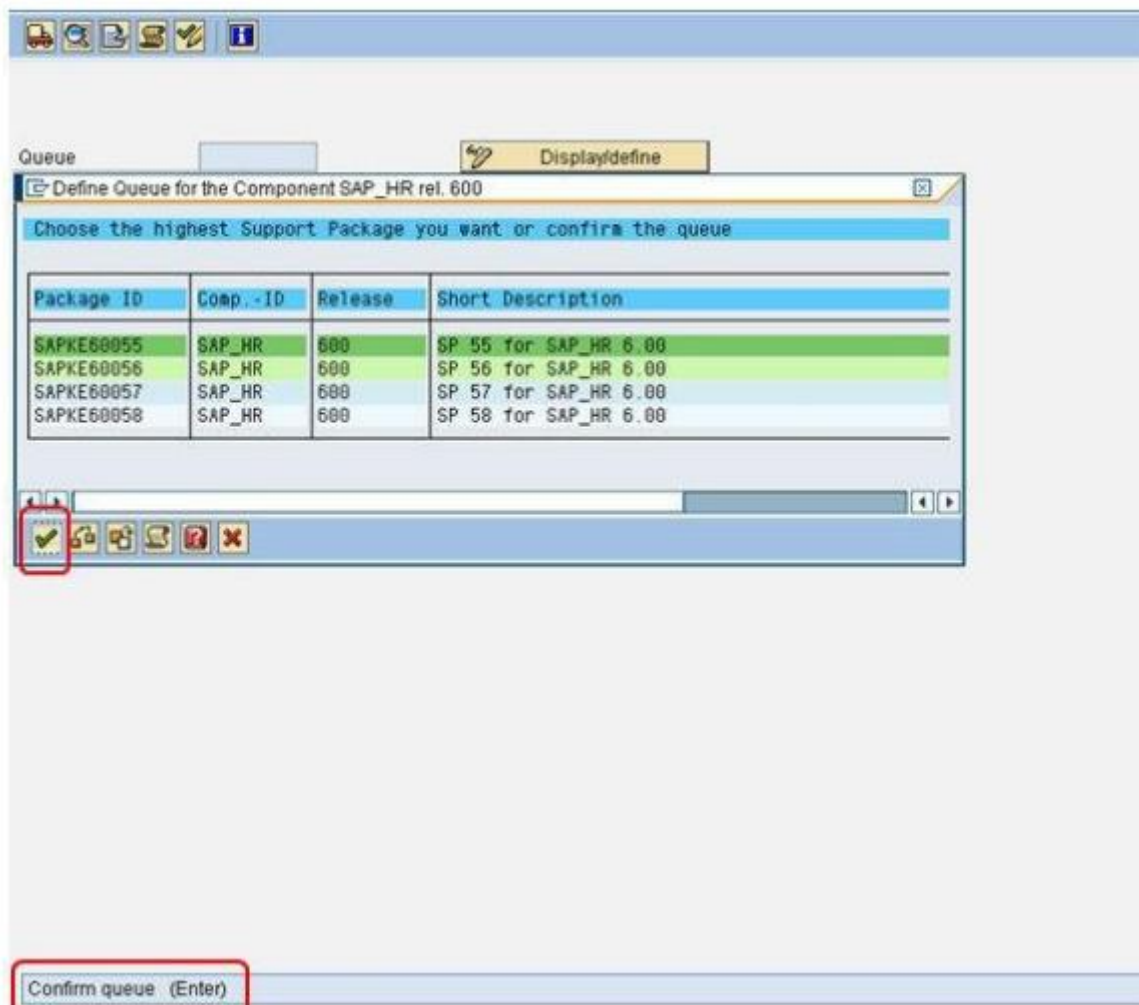 Queue
Display/define
Define Queue for the Component SAP_HR rel. 600
Choose the highest Support Package you want or confirm the queue
Package ID Comp.-ID Release Short Description
SAPKE60055 SAP_HR 600 SP 55 for SAP_HR 6.00
SAPKE60056 SAP_HR 600 SP 56 for SAP_HR 6.00
SAPKE60057 SAP_HR 600 SP 57 for SAP_HR 6.00
SAPKE60058 SAP_HR 600 SP 58 for SAP_HR 6.00
Confirm queue (Enter)